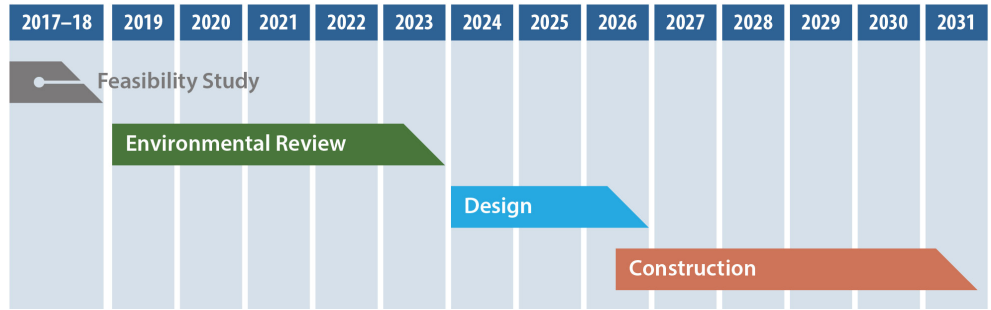 2017–18 2019 2020 2021 2022 2023 2024 2025 2026 2027 2028 2029 2030 2031
Feasibility Study
Environmental Review
Design
Construction